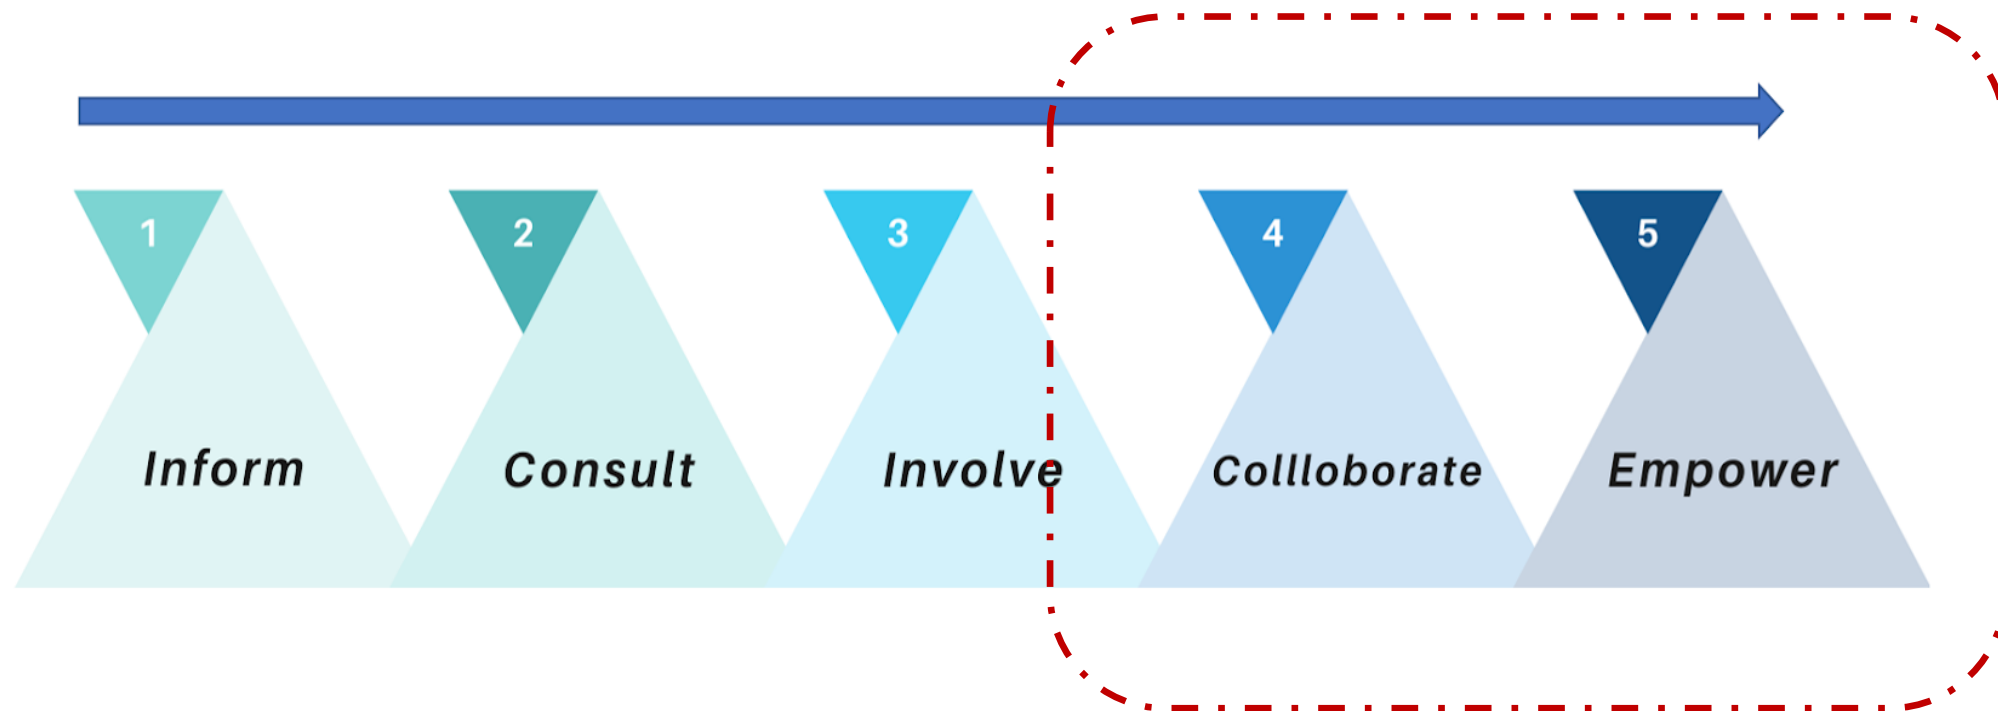 1
2
3
4
5
Inform
Consult
Involve
Collloborate
Empower